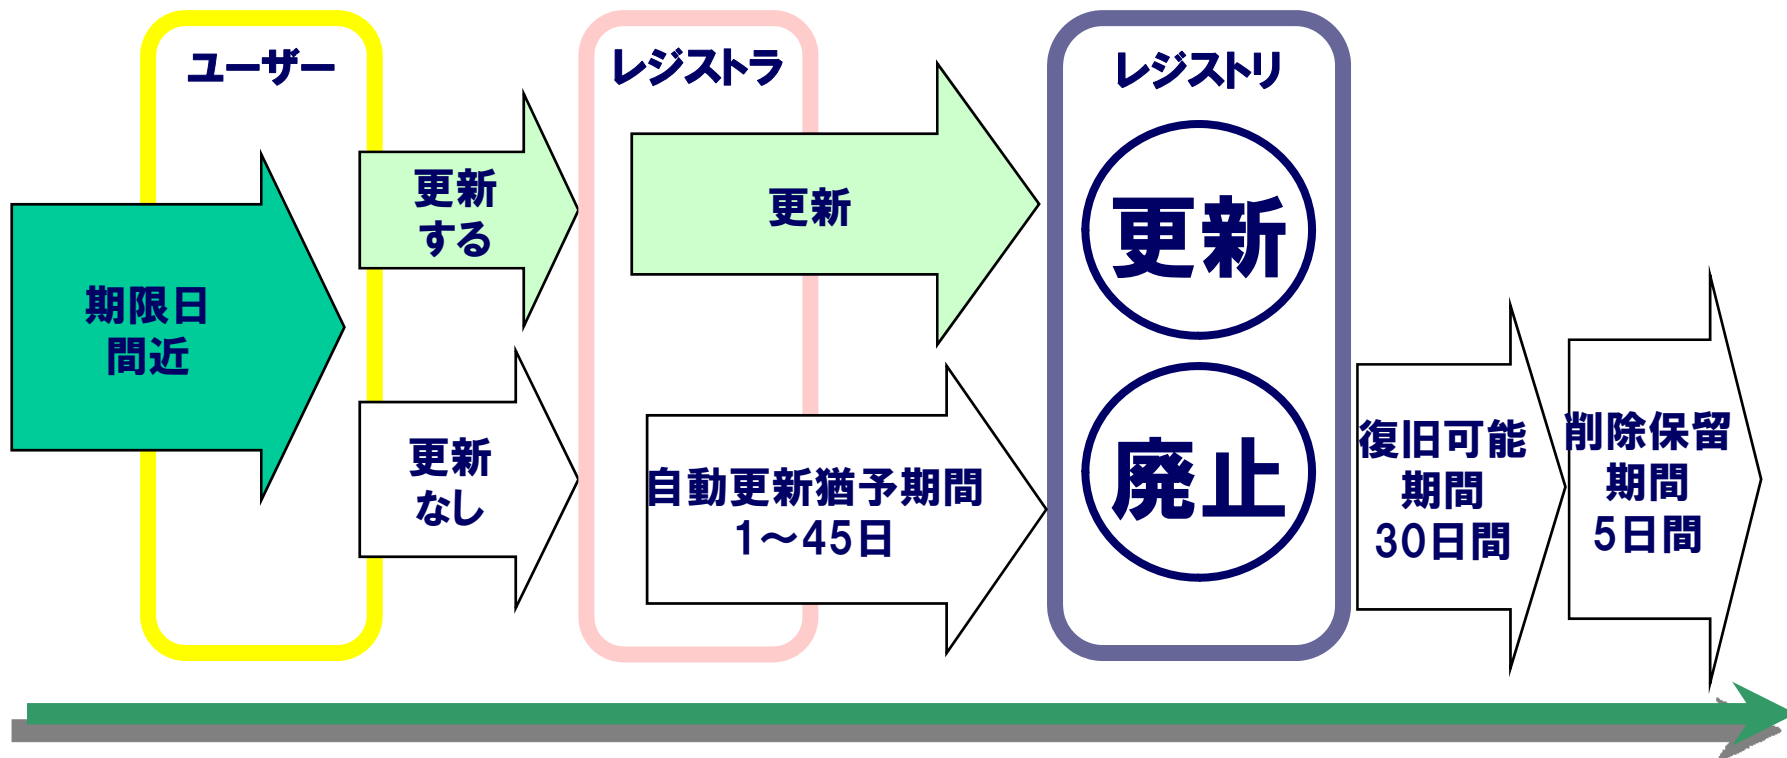 ユーザー
レジストラ
レジストリ
期限日
間近
更新
する
更新
更新
更新
なし
自動更新猶予期間
1～45日
廃止
復旧可能
期間
30日間
削除保留
期間
5日間